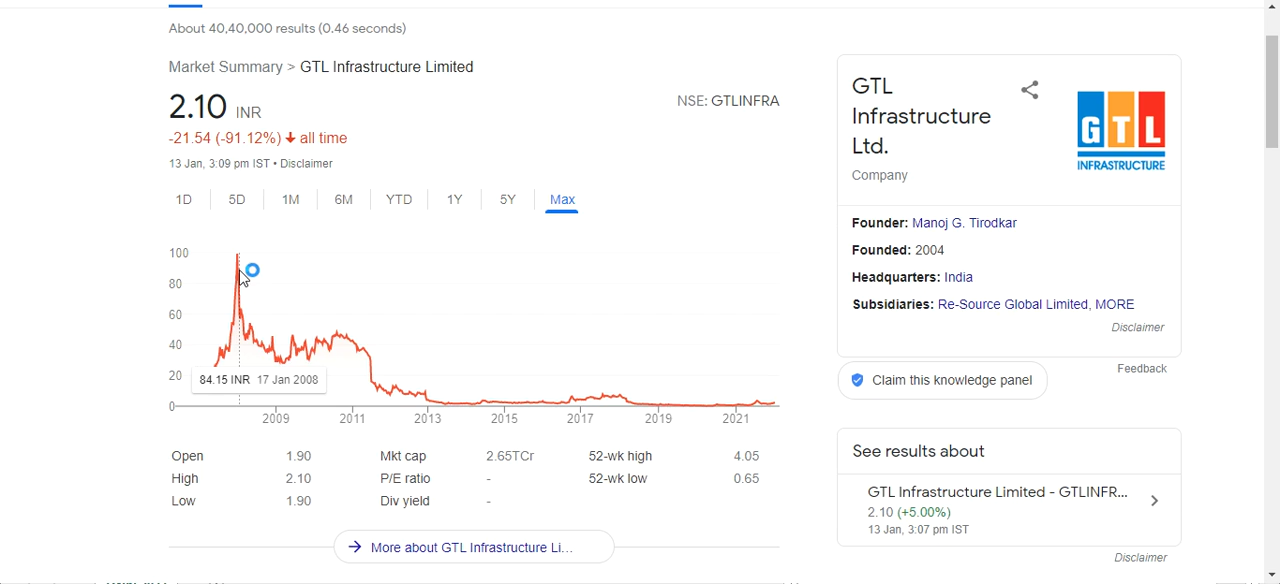 About 40,40,000 results (0.46 seconds)
Market Summary > GTL Infrastructure Limited
2.10 INR
NSE: GTLINFRA
-21.54 (-91.12%) all time
13 Jan, 3:09 pm IST • Disclaimer
1D 5D 1M 6M YTD 1Y 5Y Max
100
80
60
40
20
0
84.15 INR 17 Jan 2008
2009 2011 2013 2015 2017 2019 2021
Open 1.90 Mkt cap 2.65TCr 52-wk high 4.05
High 2.10 P/E ratio - 52-wk low 0.65
Low 1.90 Div yield -
More about GTL Infrastructure Li...
GTL
Infrastructure
Ltd.
Company
GTL
INFRASTRUCTURE
Founder: Manoj G. Tirodkar
Founded: 2004
Headquarters: India
Subsidiaries: Re-Source Global Limited, MORE
Disclaimer
Feedback
Claim this knowledge panel
See results about
GTL Infrastructure Limited - GTLINFR...
2.10 (+5.00%)
13 Jan, 3:07 pm IST
Disclaimer